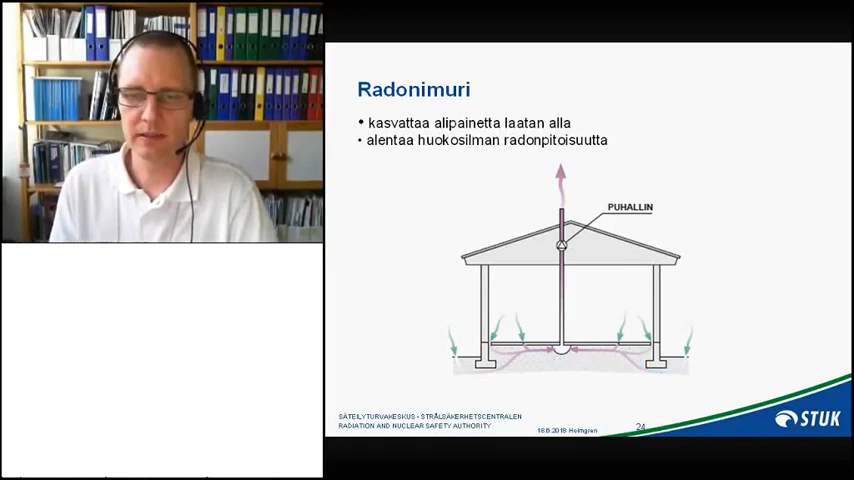 Radonimuri
• kasvattaa alipainetta laatan alla
• alentaa huokosilman radonpitoisuutta
PUHALLIN
SÄTEILYTURVAKESKUS • STRÅLSÄKERHETSCENTRALEN
RADIATION AND NUCLEAR SAFETY AUTHORITY
18.6.2018 Holmgren
24
STUK